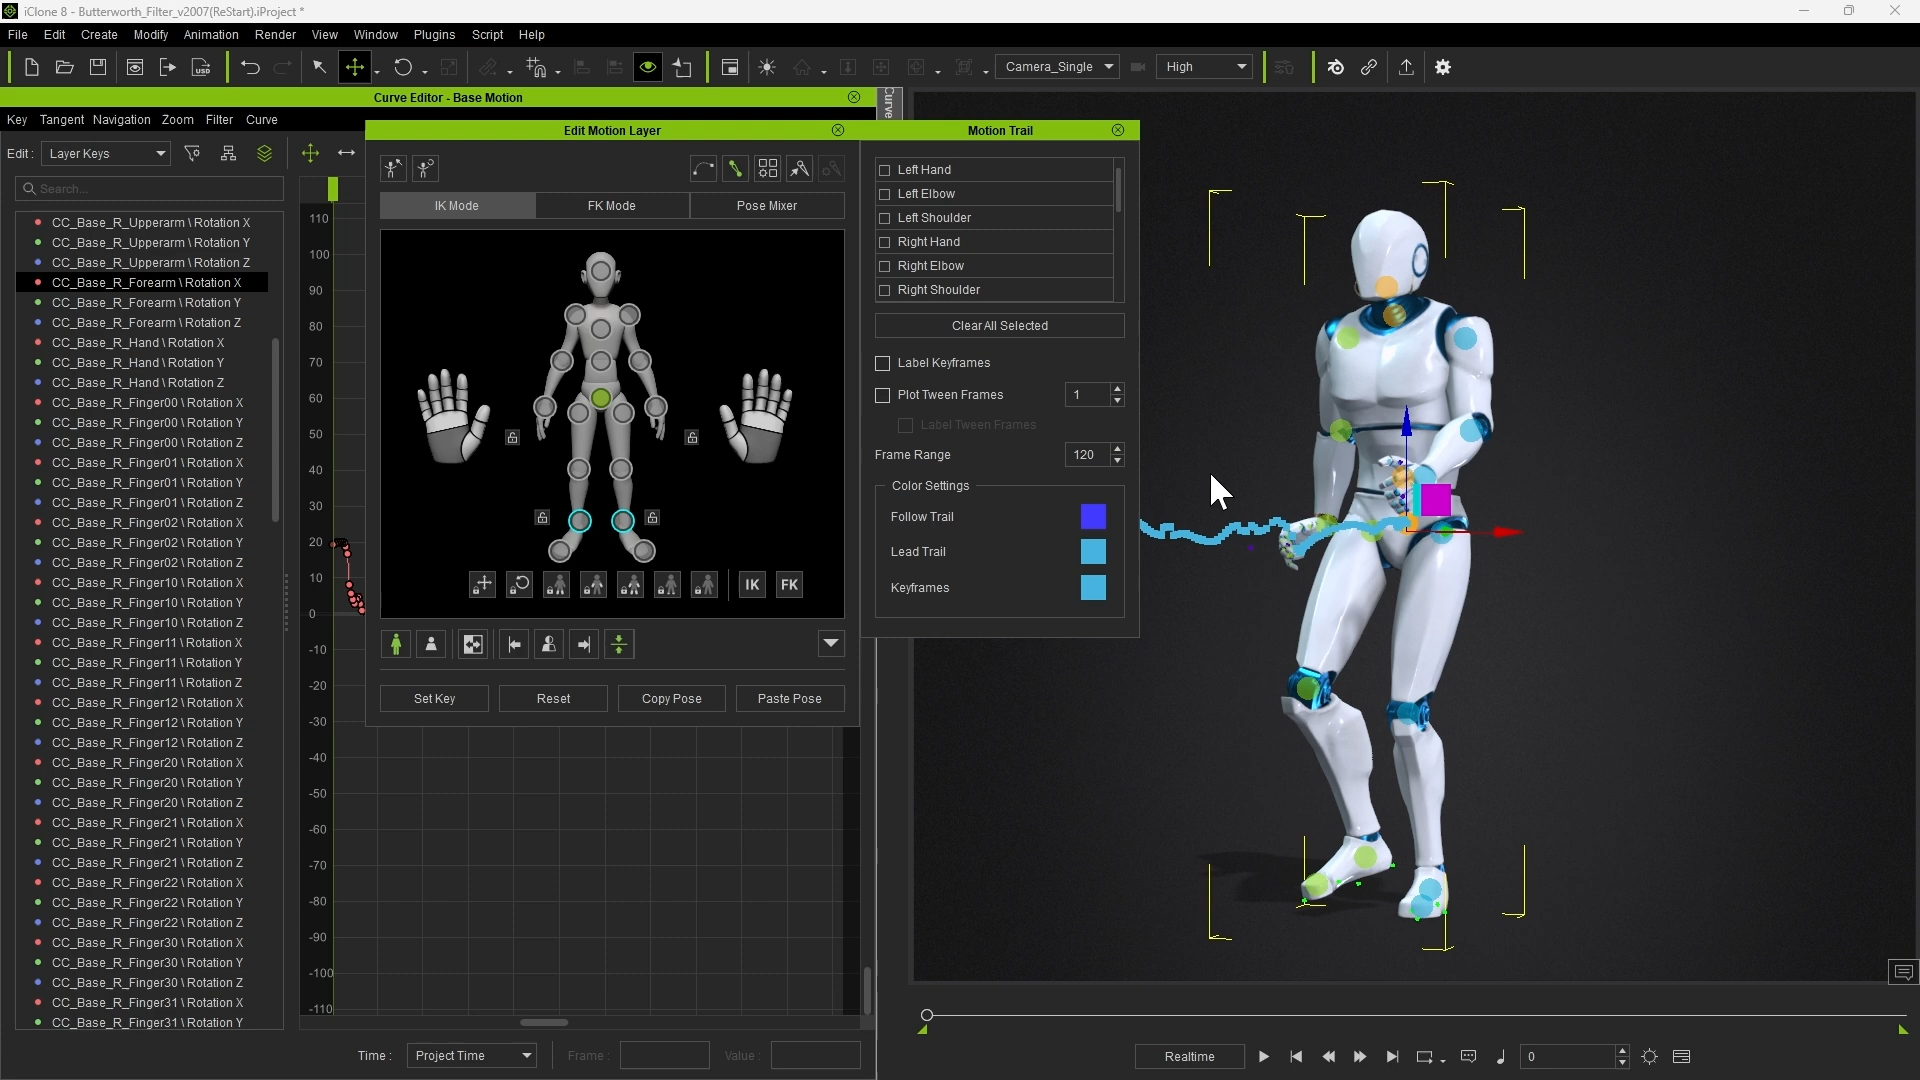 iClone 8 - Butterworth_Filter_v2007(ReStart).iProject *
File Edit Create Modify Animation Render View Window Plugins Script Help
USD
Camera_Single
High
Curve Editor - Base Motion
Curve
Key Tangent Navigation Zoom Filter Curve
Edit : Layer Keys
Search...
CC_Base_R_Upperarm \ Rotation X
CC_Base_R_Upperarm \ Rotation Y
CC_Base_R_Upperarm \ Rotation Z
CC_Base_R_Forearm \ Rotation X
CC_Base_R_Forearm \ Rotation Y
CC_Base_R_Forearm \ Rotation Z
CC_Base_R_Hand \ Rotation X
CC_Base_R_Hand \ Rotation Y
CC_Base_R_Hand \ Rotation Z
CC_Base_R_Finger00 \ Rotation X
CC_Base_R_Finger00 \ Rotation Y
CC_Base_R_Finger00 \ Rotation Z
CC_Base_R_Finger01 \ Rotation X
CC_Base_R_Finger01 \ Rotation Y
CC_Base_R_Finger01 \ Rotation Z
CC_Base_R_Finger02 \ Rotation X
CC_Base_R_Finger02 \ Rotation Y
CC_Base_R_Finger02 \ Rotation Z
CC_Base_R_Finger10 \ Rotation X
CC_Base_R_Finger10 \ Rotation Y
CC_Base_R_Finger10 \ Rotation Z
CC_Base_R_Finger11 \ Rotation X
CC_Base_R_Finger11 \ Rotation Y
CC_Base_R_Finger11 \ Rotation Z
CC_Base_R_Finger12 \ Rotation X
CC_Base_R_Finger12 \ Rotation Y
CC_Base_R_Finger12 \ Rotation Z
CC_Base_R_Finger20 \ Rotation X
CC_Base_R_Finger20 \ Rotation Y
CC_Base_R_Finger20 \ Rotation Z
CC_Base_R_Finger21 \ Rotation X
CC_Base_R_Finger21 \ Rotation Y
CC_Base_R_Finger21 \ Rotation Z
CC_Base_R_Finger22 \ Rotation X
CC_Base_R_Finger22 \ Rotation Y
CC_Base_R_Finger22 \ Rotation Z
CC_Base_R_Finger30 \ Rotation X
CC_Base_R_Finger30 \ Rotation Y
CC_Base_R_Finger30 \ Rotation Z
CC_Base_R_Finger31 \ Rotation X
CC_Base_R_Finger31 \ Rotation Y
110
100
90
80
70
60
50
40
30
20
10
0
-10
-20
-30
-40
-50
-60
-70
-80
-90
-100
-110
Time : Project Time Frame : Value :
Edit Motion Layer
IK Mode FK Mode Pose Mixer
IK FK
Set Key Reset Copy Pose Paste Pose
Motion Trail
Left Hand
Left Elbow
Left Shoulder
Right Hand
Right Elbow
Right Shoulder
Clear All Selected
Label Keyframes
Plot Tween Frames 1
Label Tween Frames
Frame Range 120
Color Settings
Follow Trail
Lead Trail
Keyframes
Realtime
0